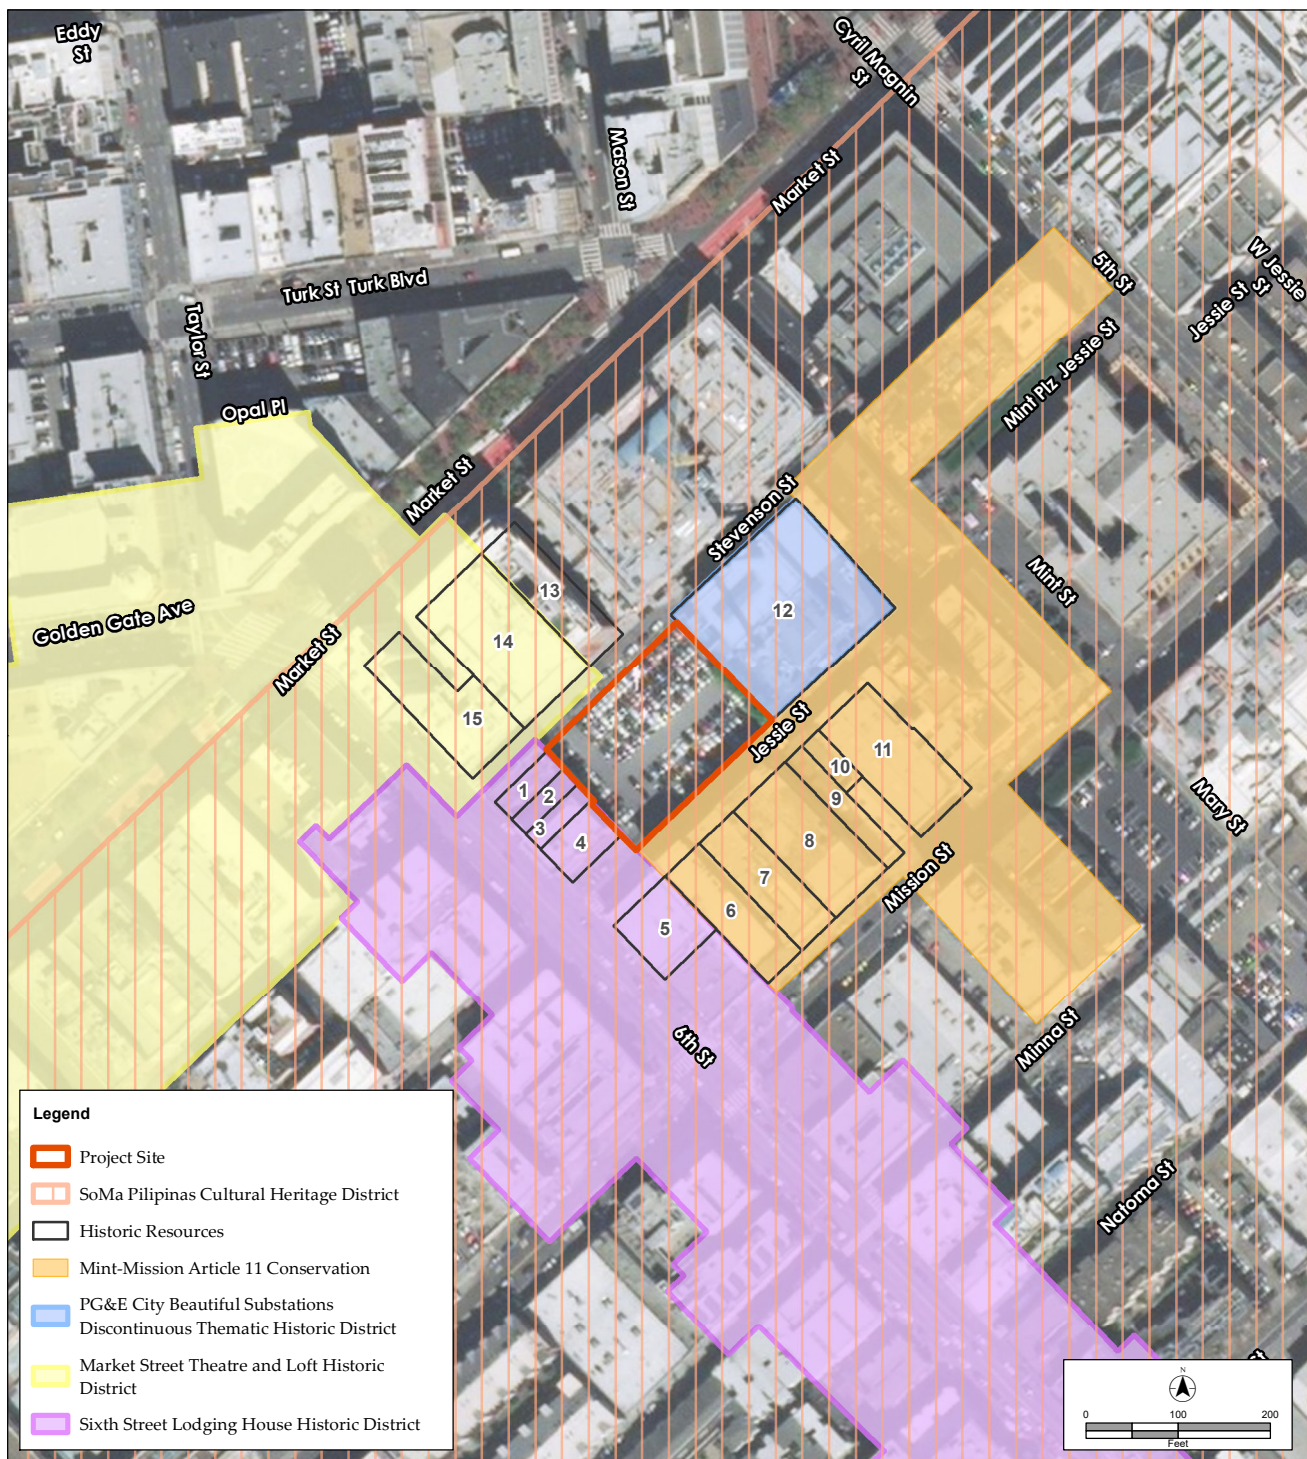 Eddy
St
Cyril Magnin
St
Mason St
Market St
5th St
W Jessie
St
Jessie St
Turk St Turk Blvd
Taylor St
Mint Plz Jessie St
Opal Pl
Market St
Stevenson St
Mint St
Golden Gate Ave
Market St
13
12
14
15
Jessie St
11
10
9
1
2
3
4
8
7
6
5
Mission St
Mary St
6th St
Minna St
Natoma St
Legend
Project Site
SoMa Pilipinas Cultural Heritage District
Historic Resources
Mint-Mission Article 11 Conservation
PG&E City Beautiful Substations
Discontinuous Thematic Historic District
Market Street Theatre and Loft Historic
District
Sixth Street Lodging House Historic District
N
0 100 200
Feet